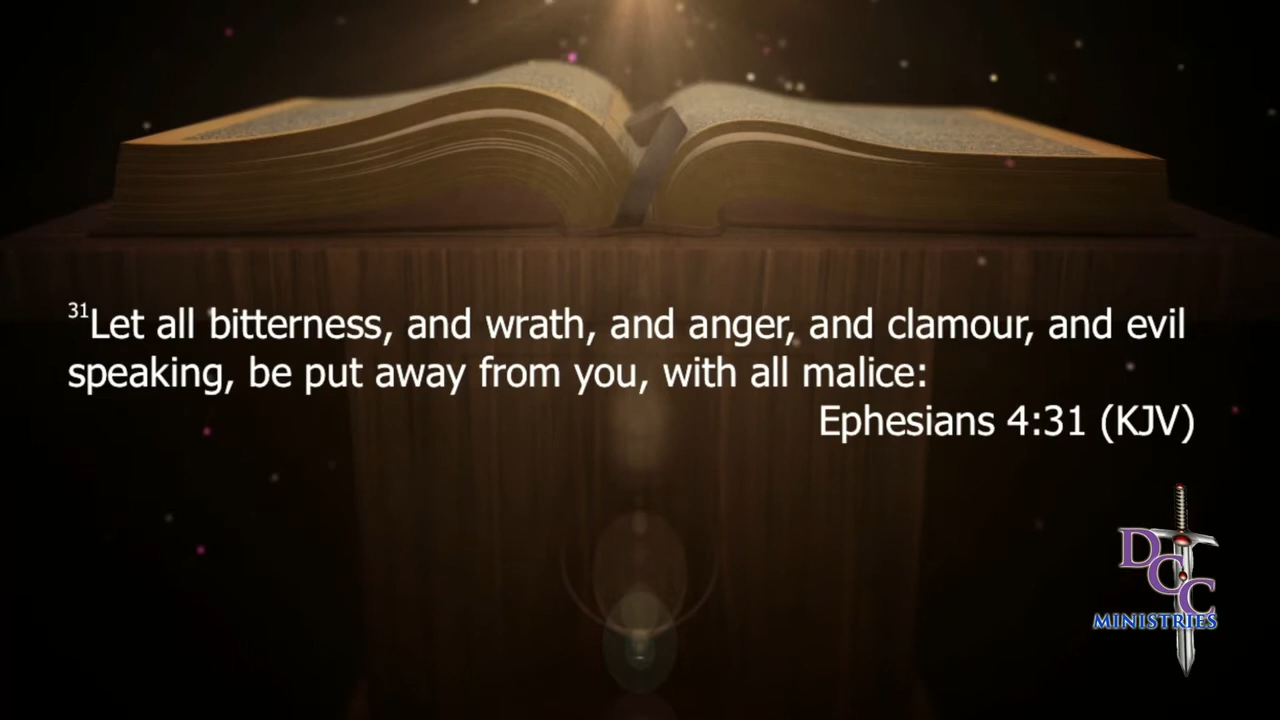 ³¹Let all bitterness, and wrath, and anger, and clamour, and evil
speaking, be put away from you, with all malice:
Ephesians 4:31 (KJV)
DCC
MINISTRIES